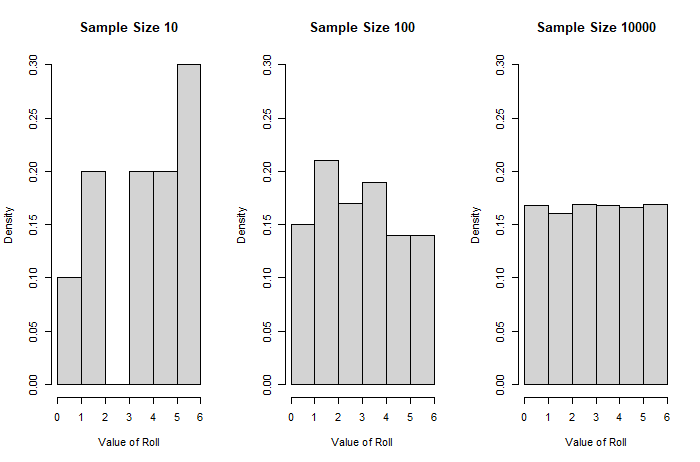 Sample Size 10
Density
0.00 0.05 0.10 0.15 0.20 0.25 0.30
0 1 2 3 4 5 6
Value of Roll
Sample Size 100
Density
0.00 0.05 0.10 0.15 0.20 0.25 0.30
0 1 2 3 4 5 6
Value of Roll
Sample Size 10000
Density
0.00 0.05 0.10 0.15 0.20 0.25 0.30
0 1 2 3 4 5 6
Value of Roll